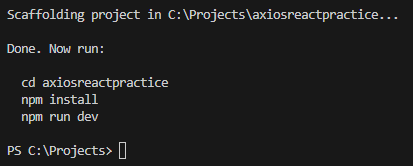 Scaffolding project in C:\Projects\axiosreactpractice...
Done. Now run:
cd axiosreactpractice
npm install
npm run dev
PS C:\Projects>